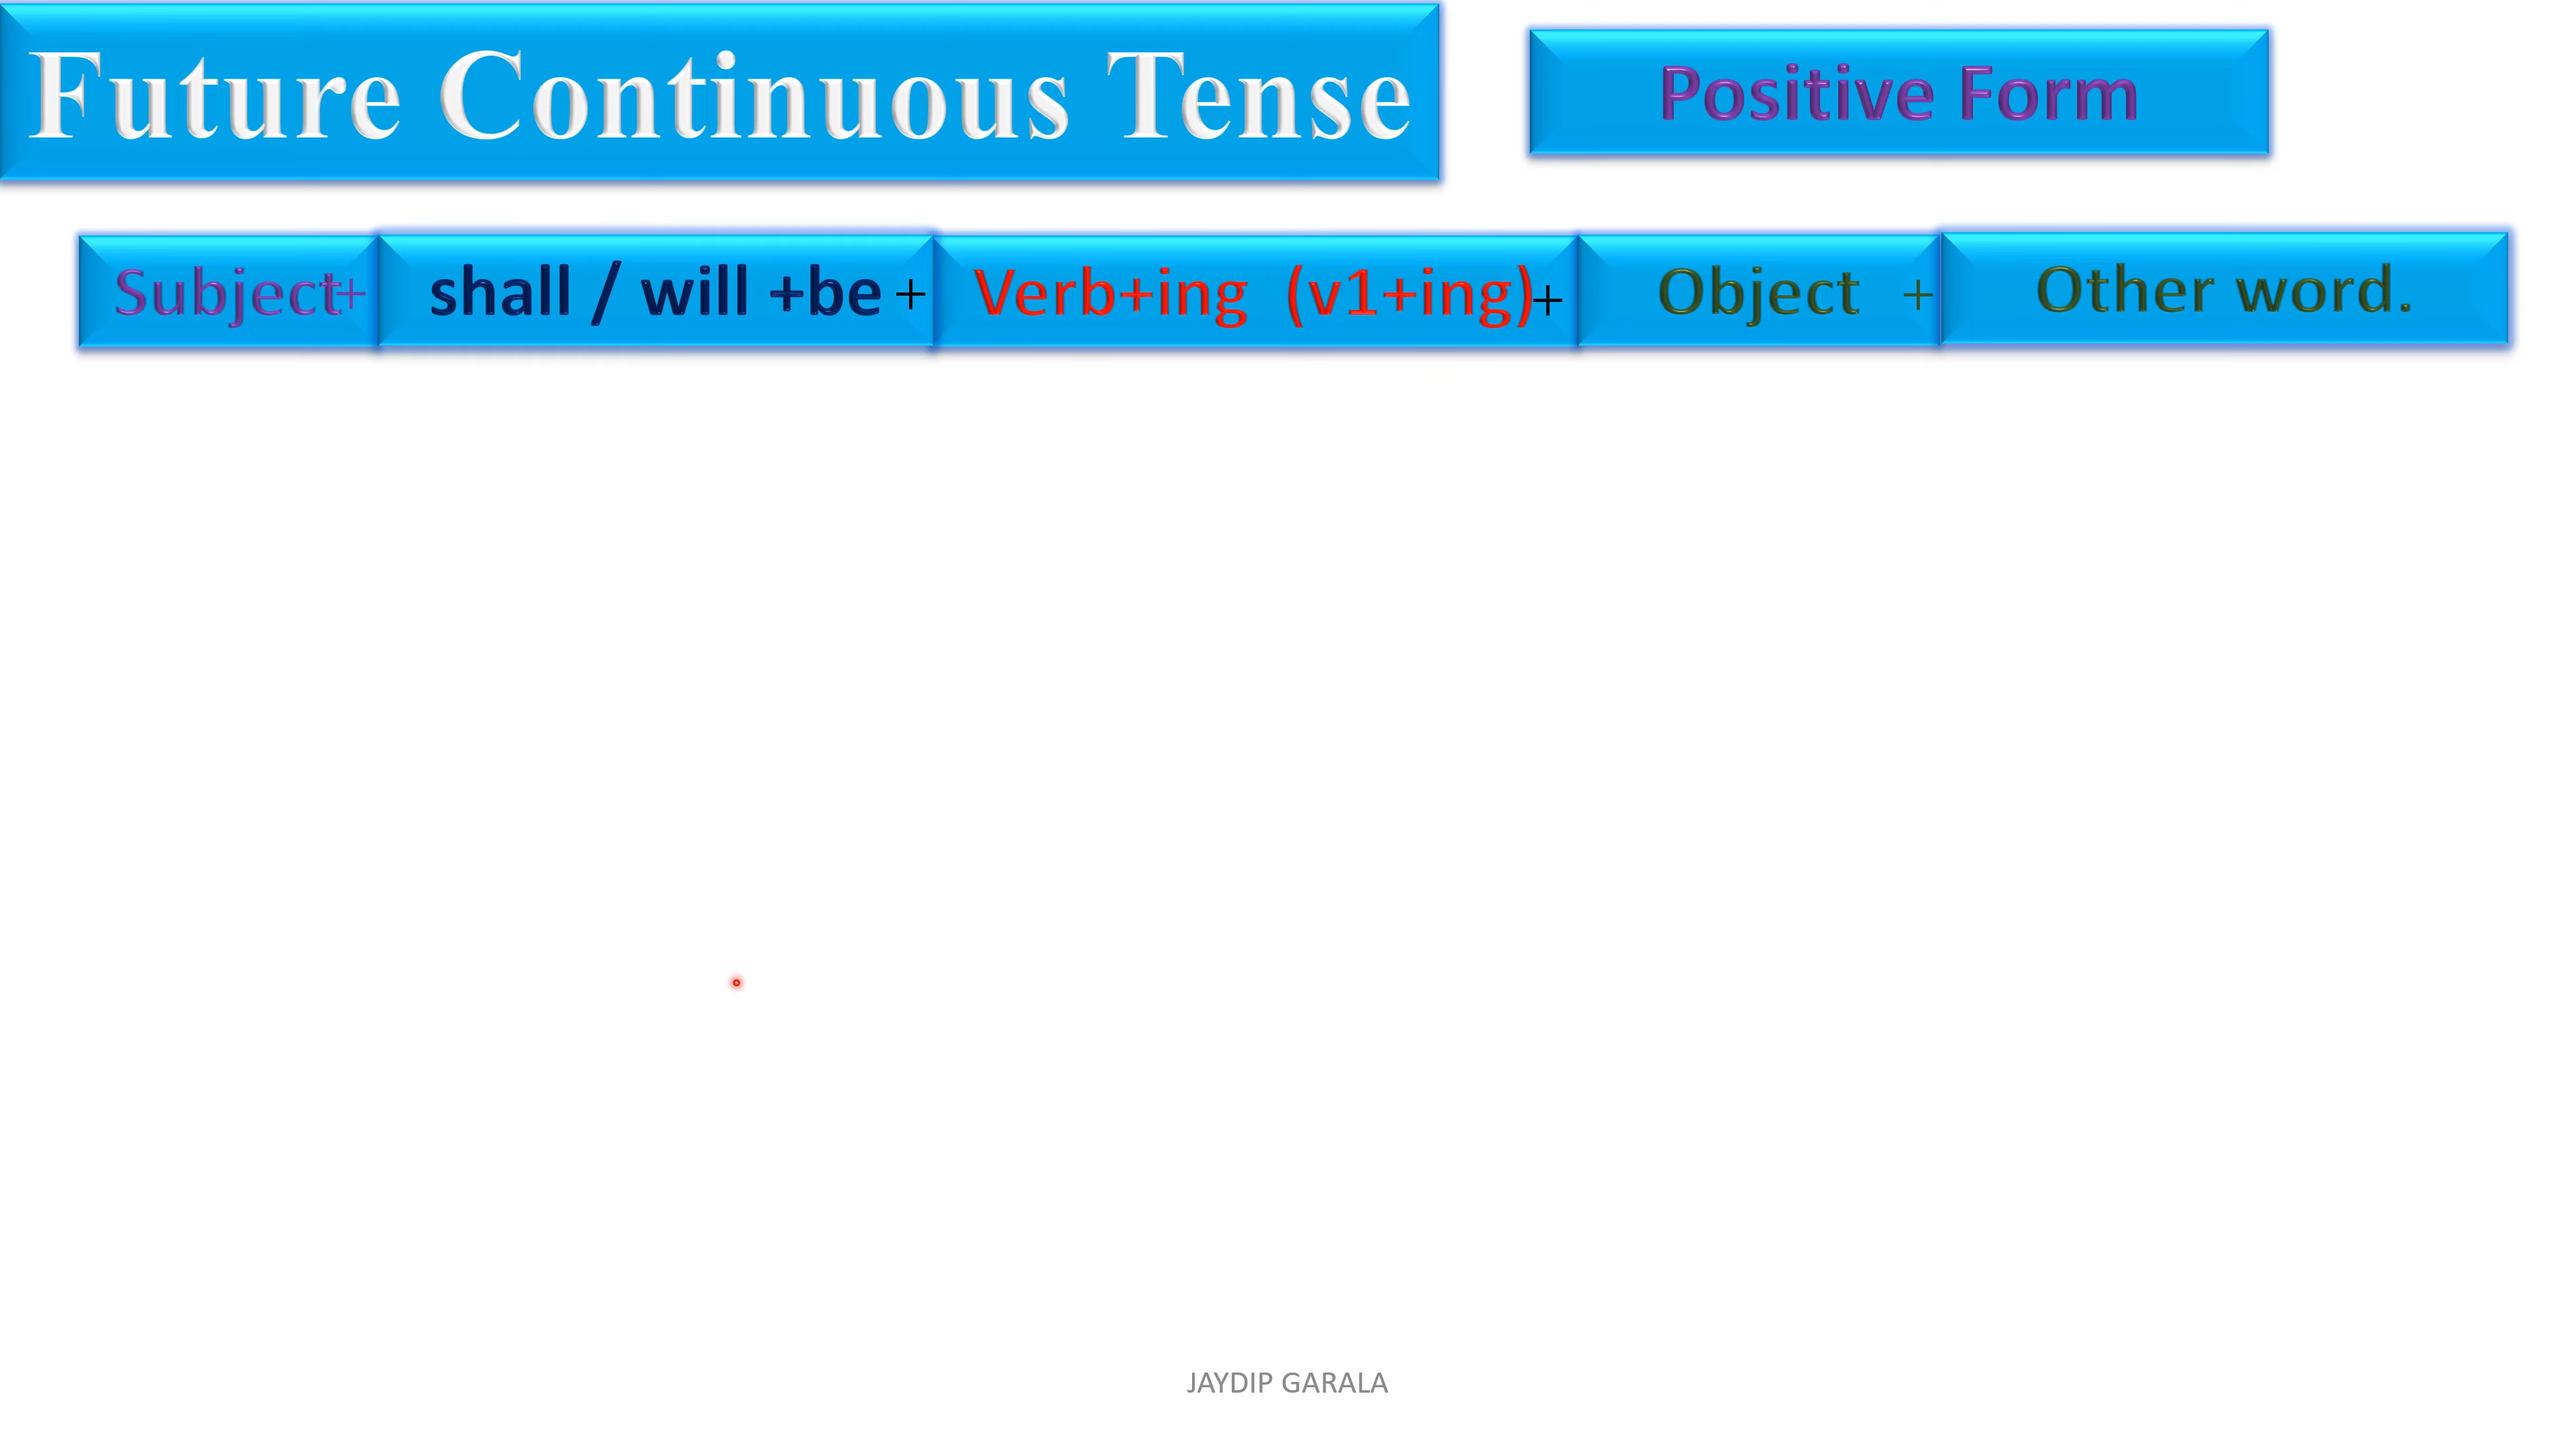 Future Continuous Tense
Positive Form
Subject+ shall / will +be + Verb+ing (v1+ing)+ Object + Other word.
JAYDIP GARALA